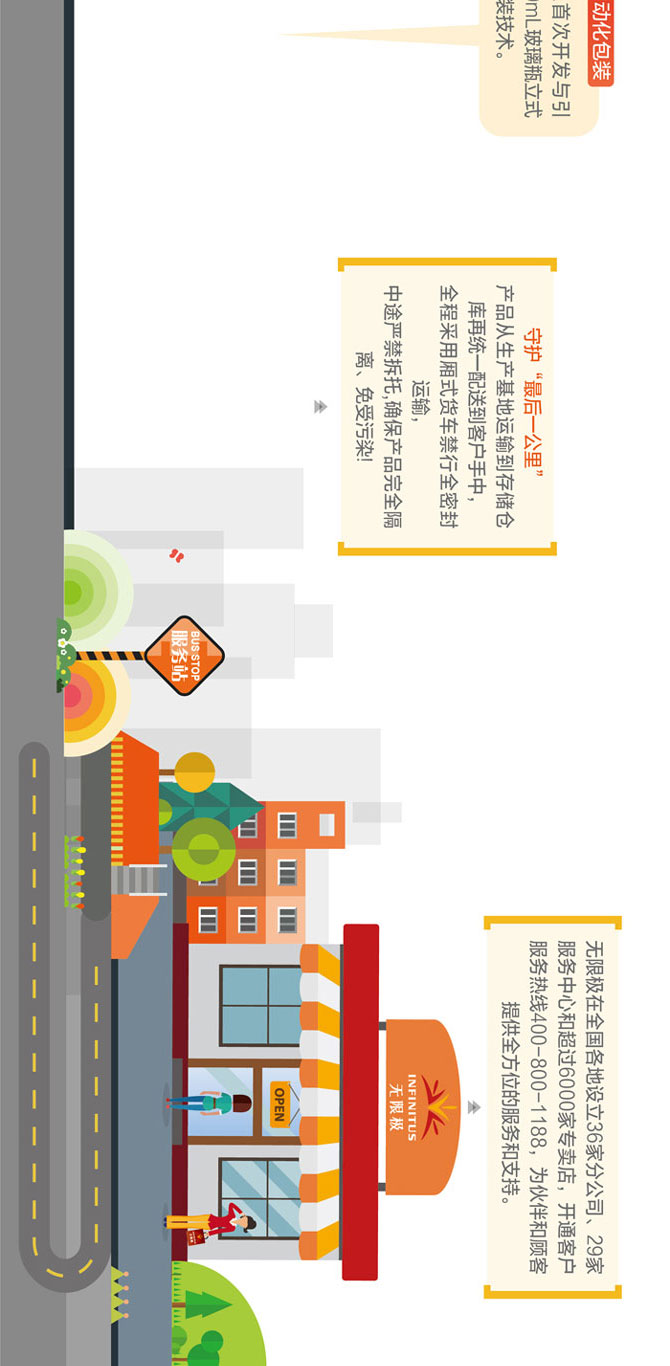 动化包装
首次开发与引
mL玻璃瓶立式
装技术。
守护“最后一公里”
产品从生产基地运输到存储仓
库再统一配送到客户手中，
全程采用厢式货车禁行全密封
运输，
中途严禁拆托，确保产品完全隔
离、免受污染！
BUS STOP
服务站
无限极在全国各地设立36家分公司、29家
服务中心和超过6000家专卖店，开通客户
服务热线400-800-1188，为伙伴和顾客
提供全方位的服务和支持。
INFINITUS
无限极
OPEN